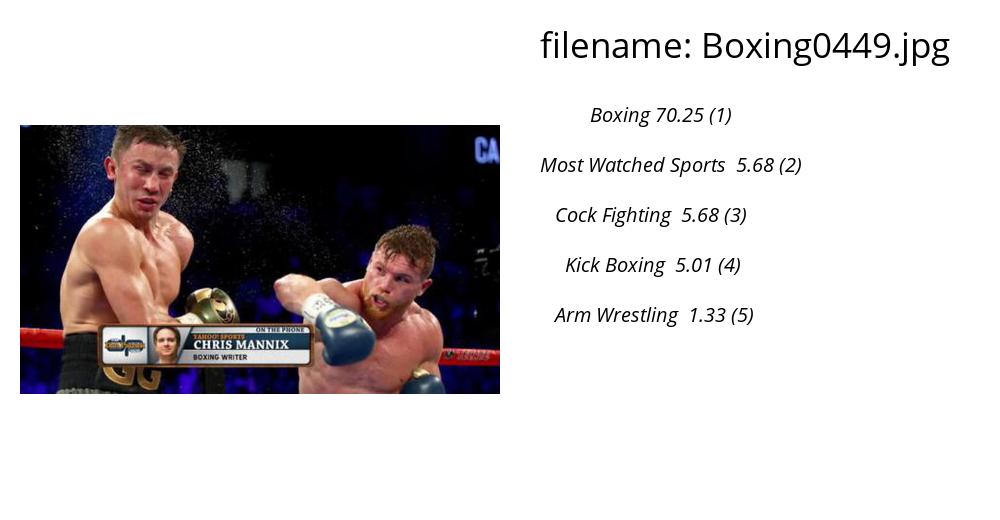 filename: Boxing0449.jpg
Boxing 70.25 (1)
Most Watched Sports 5.68 (2)
Cock Fighting 5.68 (3)
Kick Boxing 5.01 (4)
Arm Wrestling 1.33 (5)
CA
ON THE PHONE
YAHOO! SPORTS
CHRIS MANNIX
BOXING WRITER
GG